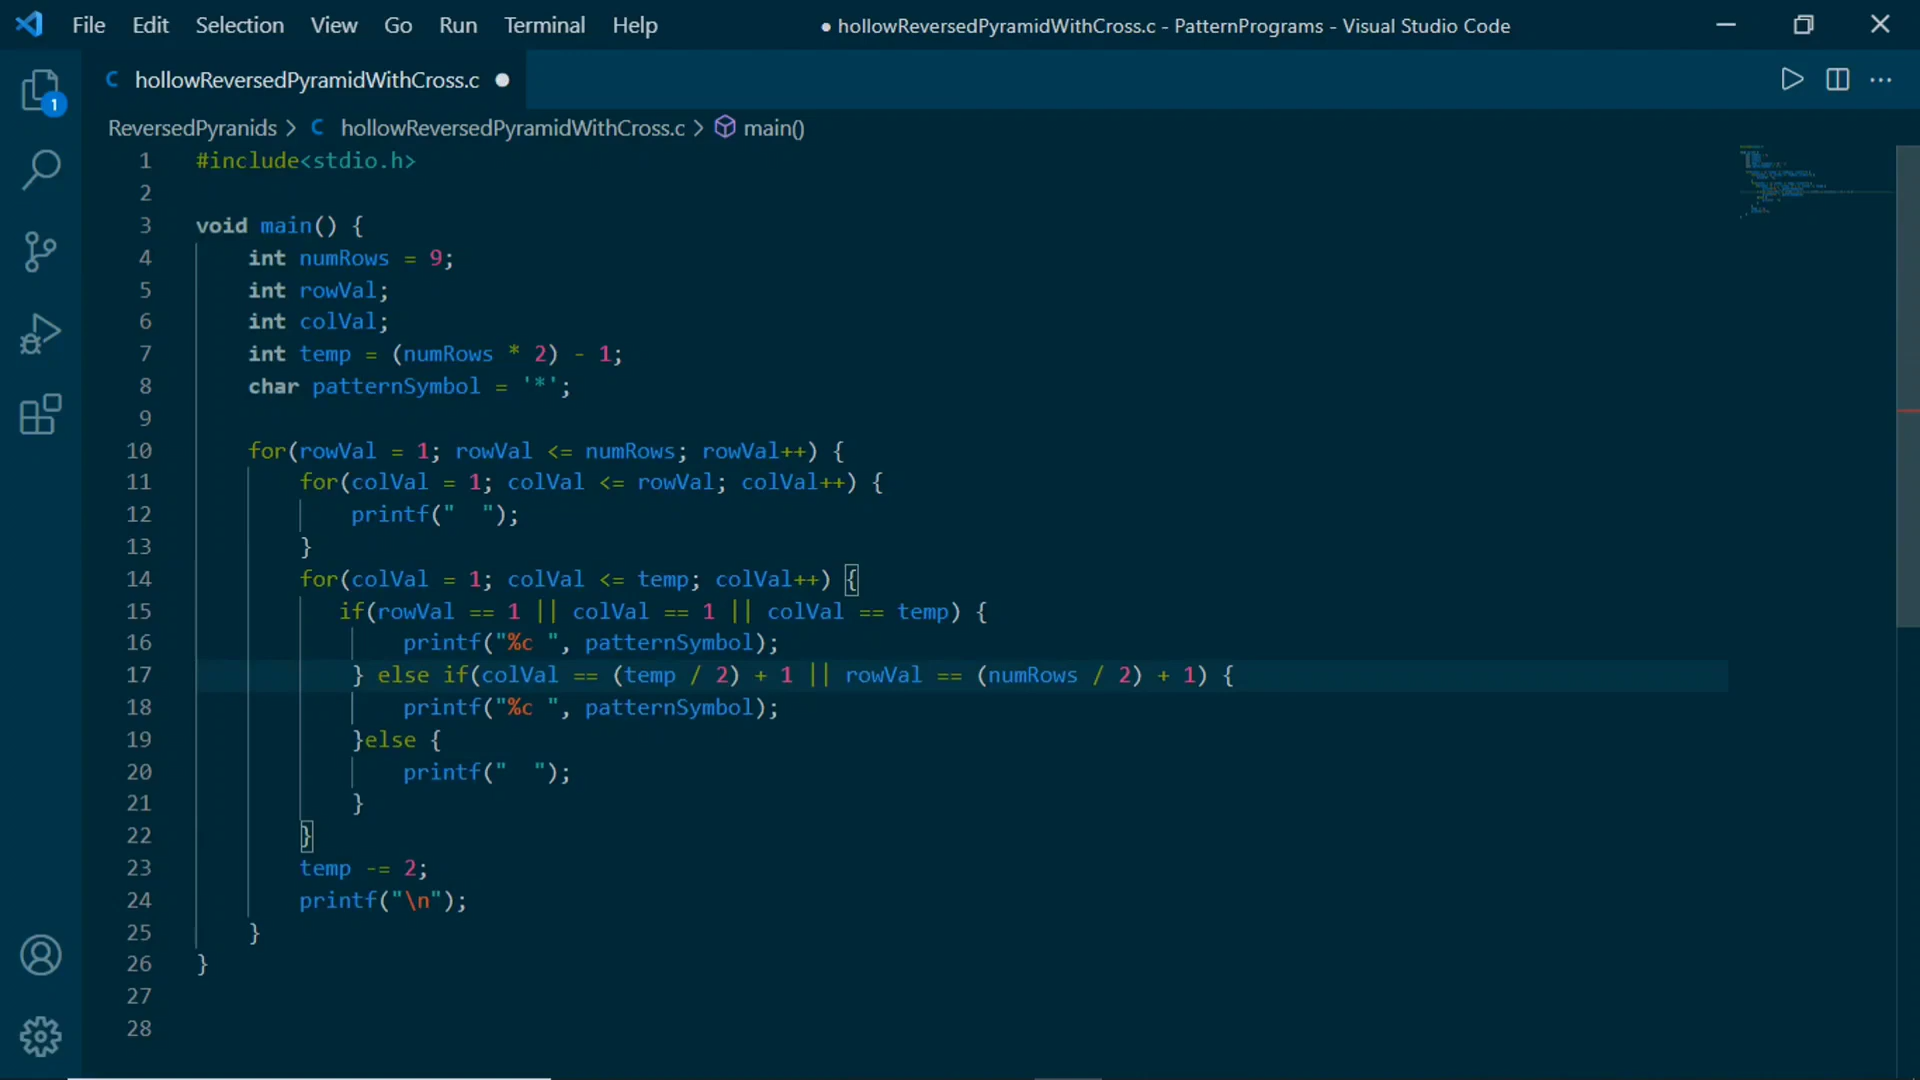 File Edit Selection View Go Run Terminal Help ● hollowReversedPyramidWithCross.c - PatternPrograms - Visual Studio Code
C hollowReversedPyramidWithCross.c ●
1
ReversedPyranids > C hollowReversedPyramidWithCross.c > main()
1 #include<stdio.h>
2
3 void main() {
4     int numRows = 9;
5     int rowVal;
6     int colVal;
7     int temp = (numRows * 2) - 1;
8     char patternSymbol = '*';
9
10     for(rowVal = 1; rowVal <= numRows; rowVal++) {
11         for(colVal = 1; colVal <= rowVal; colVal++) {
12             printf("  ");
13         }
14         for(colVal = 1; colVal <= temp; colVal++) {
15            if(rowVal == 1 || colVal == 1 || colVal == temp) {
16                 printf("%c ", patternSymbol);
17             } else if(colVal == (temp / 2) + 1 || rowVal == (numRows / 2) + 1) {
18                 printf("%c ", patternSymbol);
19             }else {
20                 printf("  ");
21             }
22         }
23         temp -= 2;
24         printf("\n");
25     }
26 }
27
28